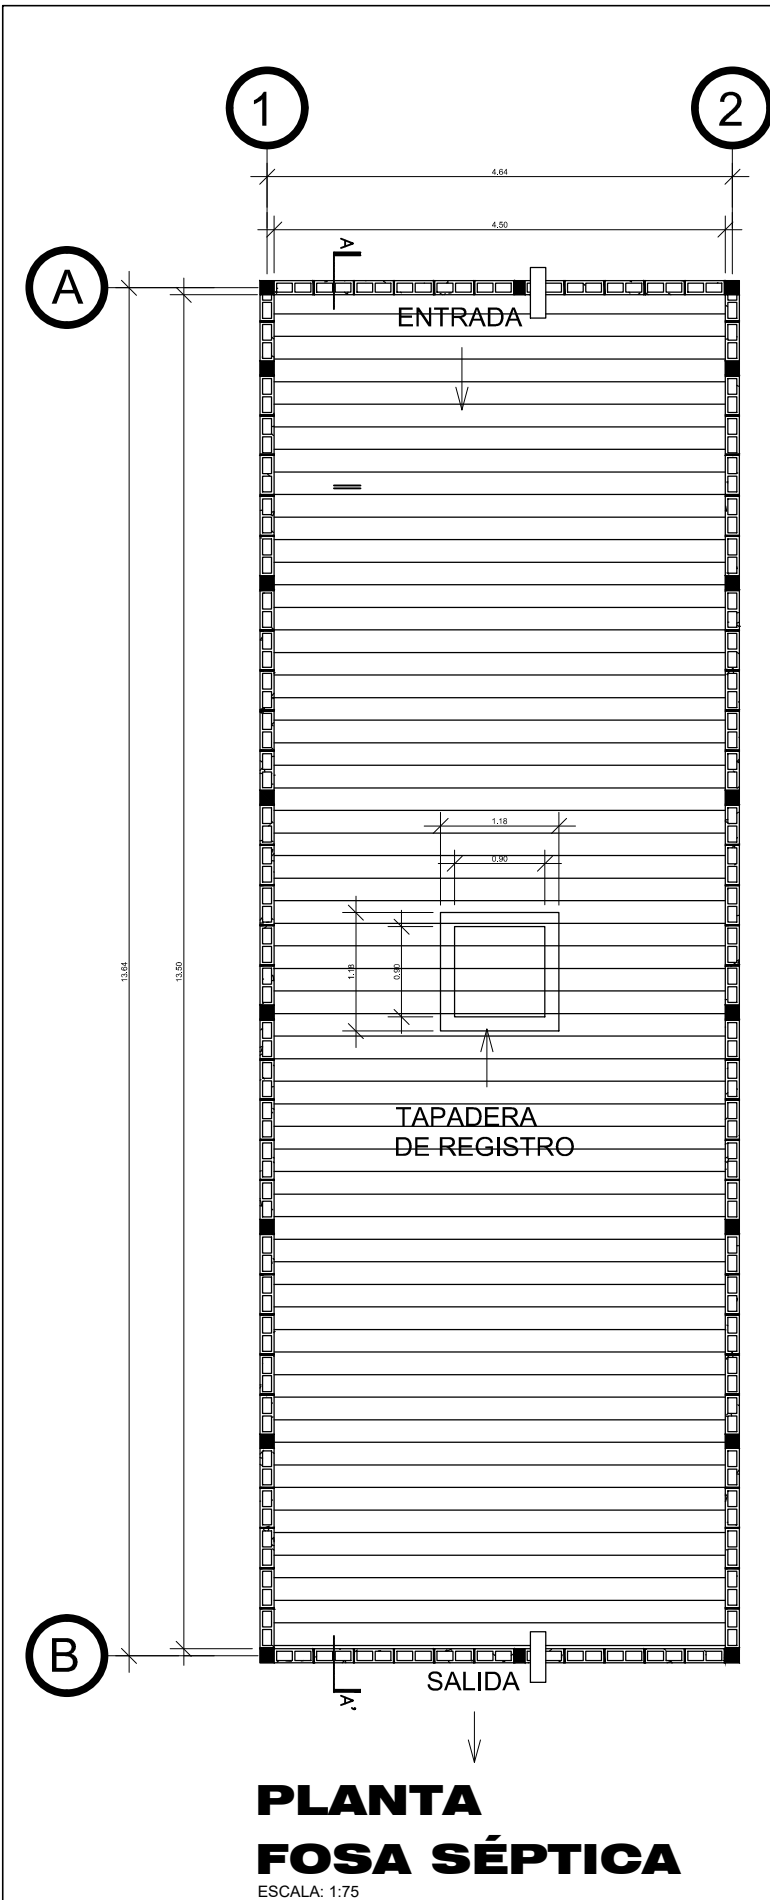 1
2
4.64
4.50
A
A
ENTRADA
1.18
0.90
1.18
0.90
13.64
13.50
TAPADERA
DE REGISTRO
B
SALIDA
A'
PLANTA
FOSA SÉPTICA
ESCALA: 1:75